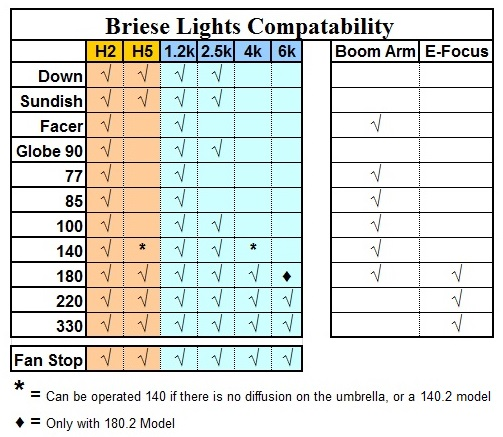 Briese Lights Compatability
H2 H5 1.2k 2.5k 4k 6k Boom Arm E-Focus
Down √ √ √ √
Sundish √ √ √ √
Facer √ √ √
Globe 90 √ √ √
77 √ √ √
85 √ √ √
100 √ √ √ √
140 √ * √ √ * √
180 √ √ √ √ √ ♦ √ √
220 √ √ √ √ √ √ √
330 √ √ √ √ √ √ √
Fan Stop √ √ √ √ √ √
* = Can be operated 140 if there is no diffusion on the umbrella, or a 140.2 model
♦ = Only with 180.2 Model